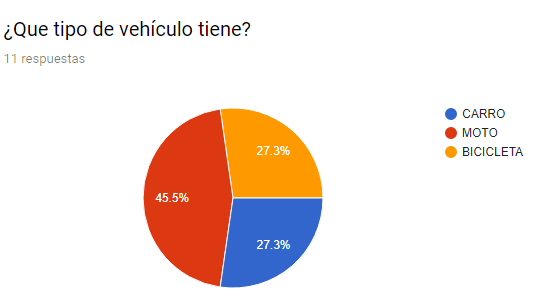 ¿Que tipo de vehículo tiene?
11 respuestas
CARRO
MOTO
BICICLETA
27.3%
45.5%
27.3%